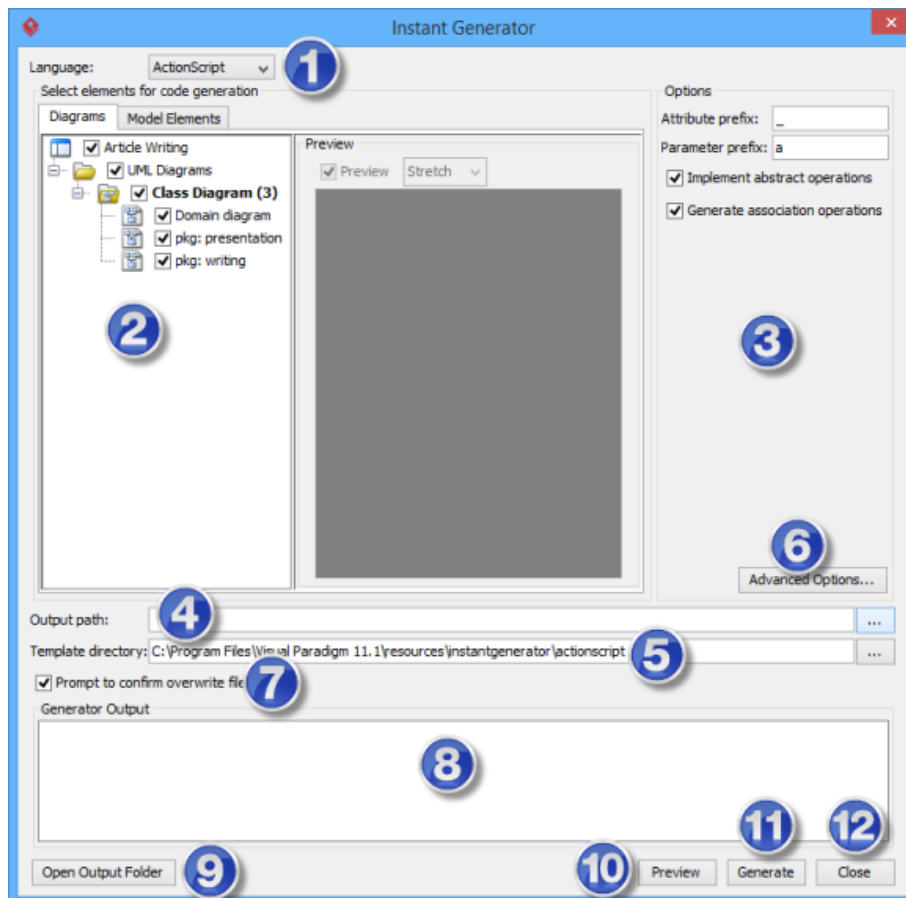 Instant Generator
Language: ActionScript 1
Select elements for code generation
Diagrams Model Elements
Article Writing
UML Diagrams
Class Diagram (3)
Domain diagram
pkg: presentation
pkg: writing
2
Preview
Preview Stretch
Options
Attribute prefix: _
Parameter prefix: a
Implement abstract operations
Generate association operations
3
6
Advanced Options...
Output path: 4 ...
Template directory: C:\Program Files\Visual Paradigm 11.1\resources\instantgenerator\actionscript 5 ...
Prompt to confirm overwrite file 7
Generator Output
8
Open Output Folder 9 10 Preview 11 Generate 12 Close